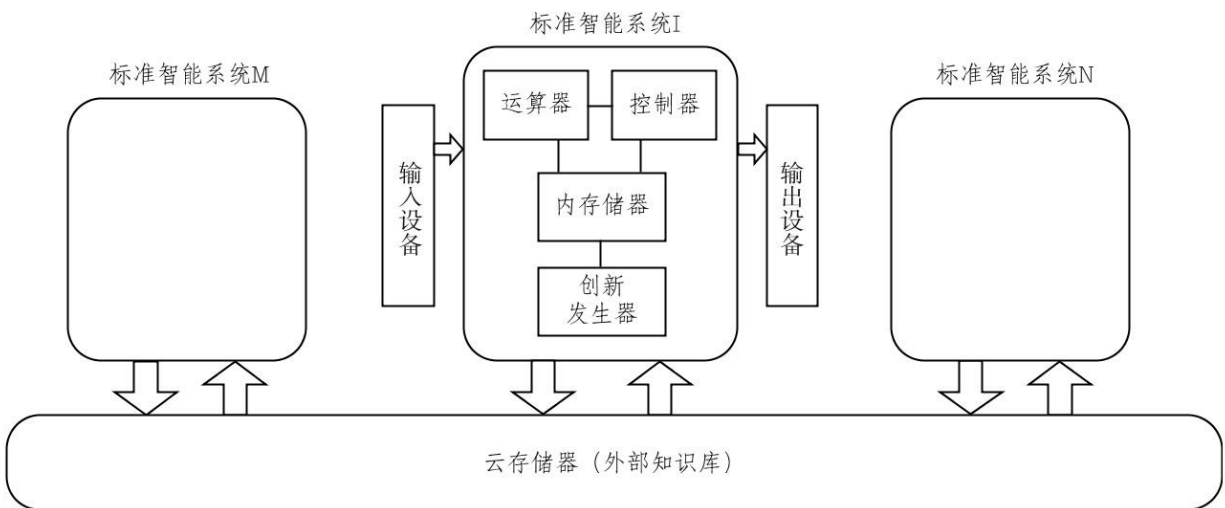 标准智能系统I
标准智能系统M
标准智能系统N
运算器
控制器
输入设备
输出设备
内存储器
创新
发生器
云存储器（外部知识库）